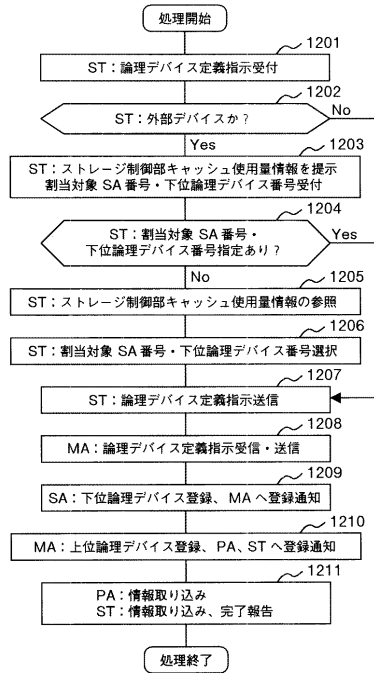 処理開始
1201
ST：論理デバイス定義指示受付
1202
ST：外部デバイスか？
No
Yes
1203
ST：ストレージ制御部キャッシュ使用量情報を提示
割当対象 SA 番号・下位論理デバイス番号受付
1204
ST：割当対象 SA 番号・
下位論理デバイス番号指定あり？
Yes
No
1205
ST：ストレージ制御部キャッシュ使用量情報の参照
1206
ST：割当対象 SA 番号・下位論理デバイス番号選択
1207
ST：論理デバイス定義指示送信
1208
MA：論理デバイス定義指示受信・送信
1209
SA：下位論理デバイス登録、MA へ登録通知
1210
MA：上位論理デバイス登録、PA、ST へ登録通知
1211
PA：情報取り込み
ST：情報取り込み、完了報告
処理終了